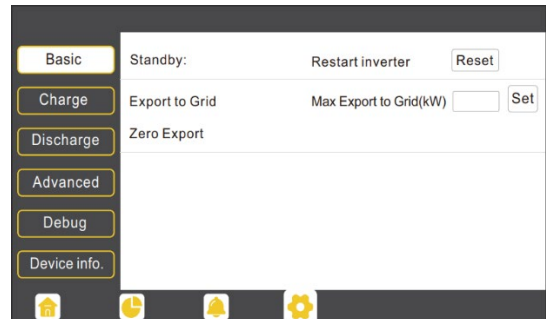 Basic
Charge
Discharge
Advanced
Debug
Device info.
Standby:
Restart inverter
Reset
Export to Grid
Max Export to Grid(kW)
Set
Zero Export